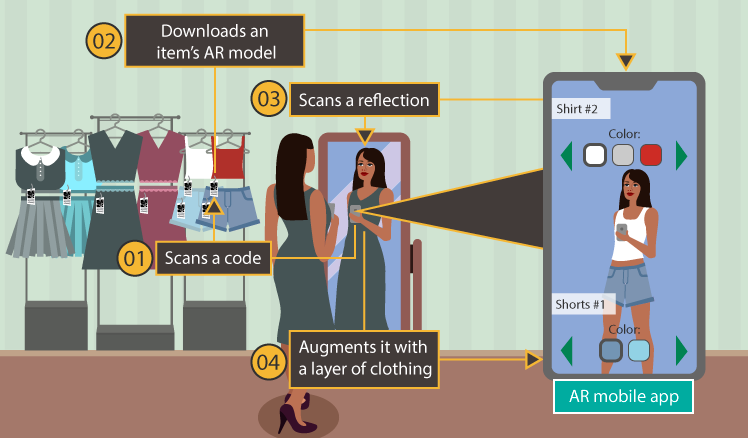 02
Downloads an
item's AR model
03
Scans a reflection
Shirt #2
Color:
01
Scans a code
Shorts #1
Color:
04
Augments it with
a layer of clothing
AR mobile app